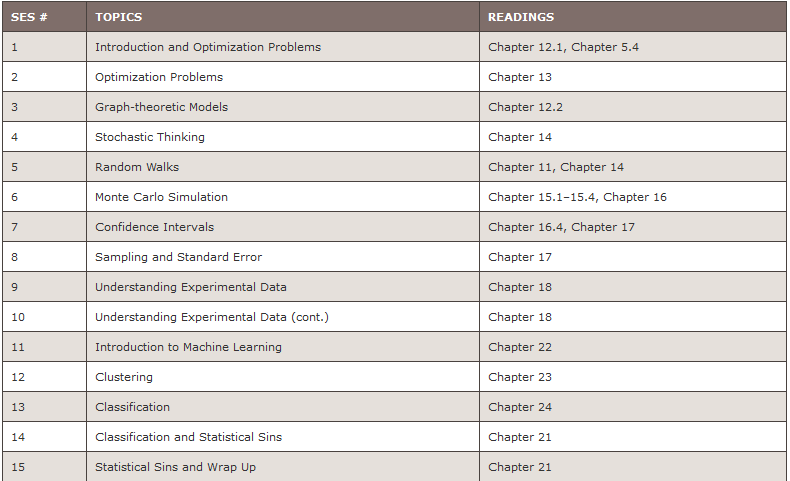 SES # TOPICS READINGS
1 Introduction and Optimization Problems Chapter 12.1, Chapter 5.4
2 Optimization Problems Chapter 13
3 Graph-theoretic Models Chapter 12.2
4 Stochastic Thinking Chapter 14
5 Random Walks Chapter 11, Chapter 14
6 Monte Carlo Simulation Chapter 15.1–15.4, Chapter 16
7 Confidence Intervals Chapter 16.4, Chapter 17
8 Sampling and Standard Error Chapter 17
9 Understanding Experimental Data Chapter 18
10 Understanding Experimental Data (cont.) Chapter 18
11 Introduction to Machine Learning Chapter 22
12 Clustering Chapter 23
13 Classification Chapter 24
14 Classification and Statistical Sins Chapter 21
15 Statistical Sins and Wrap Up Chapter 21